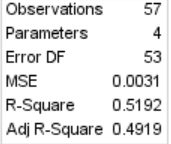 Observations 57
Parameters 4
Error DF 53
MSE 0.0031
R-Square 0.5192
Adj R-Square 0.4919